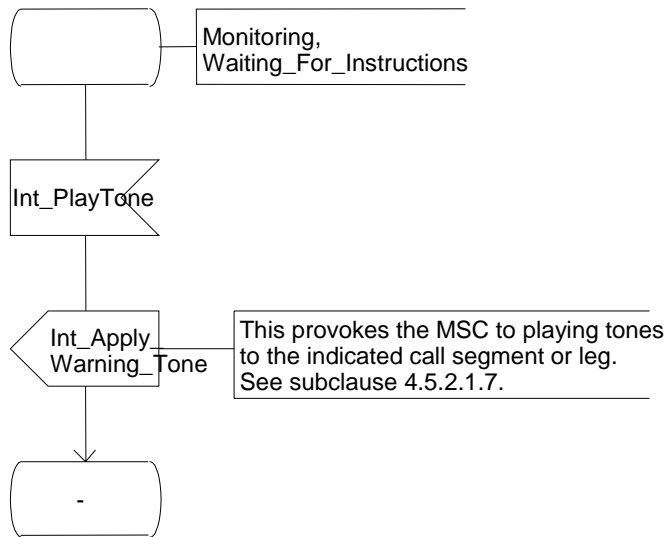 Monitoring,
Waiting_For_Instructions
Int_PlayTone
Int_Apply_
Warning_Tone
This provokes the MSC to playing tones
to the indicated call segment or leg.
See subclause 4.5.2.1.7.
-